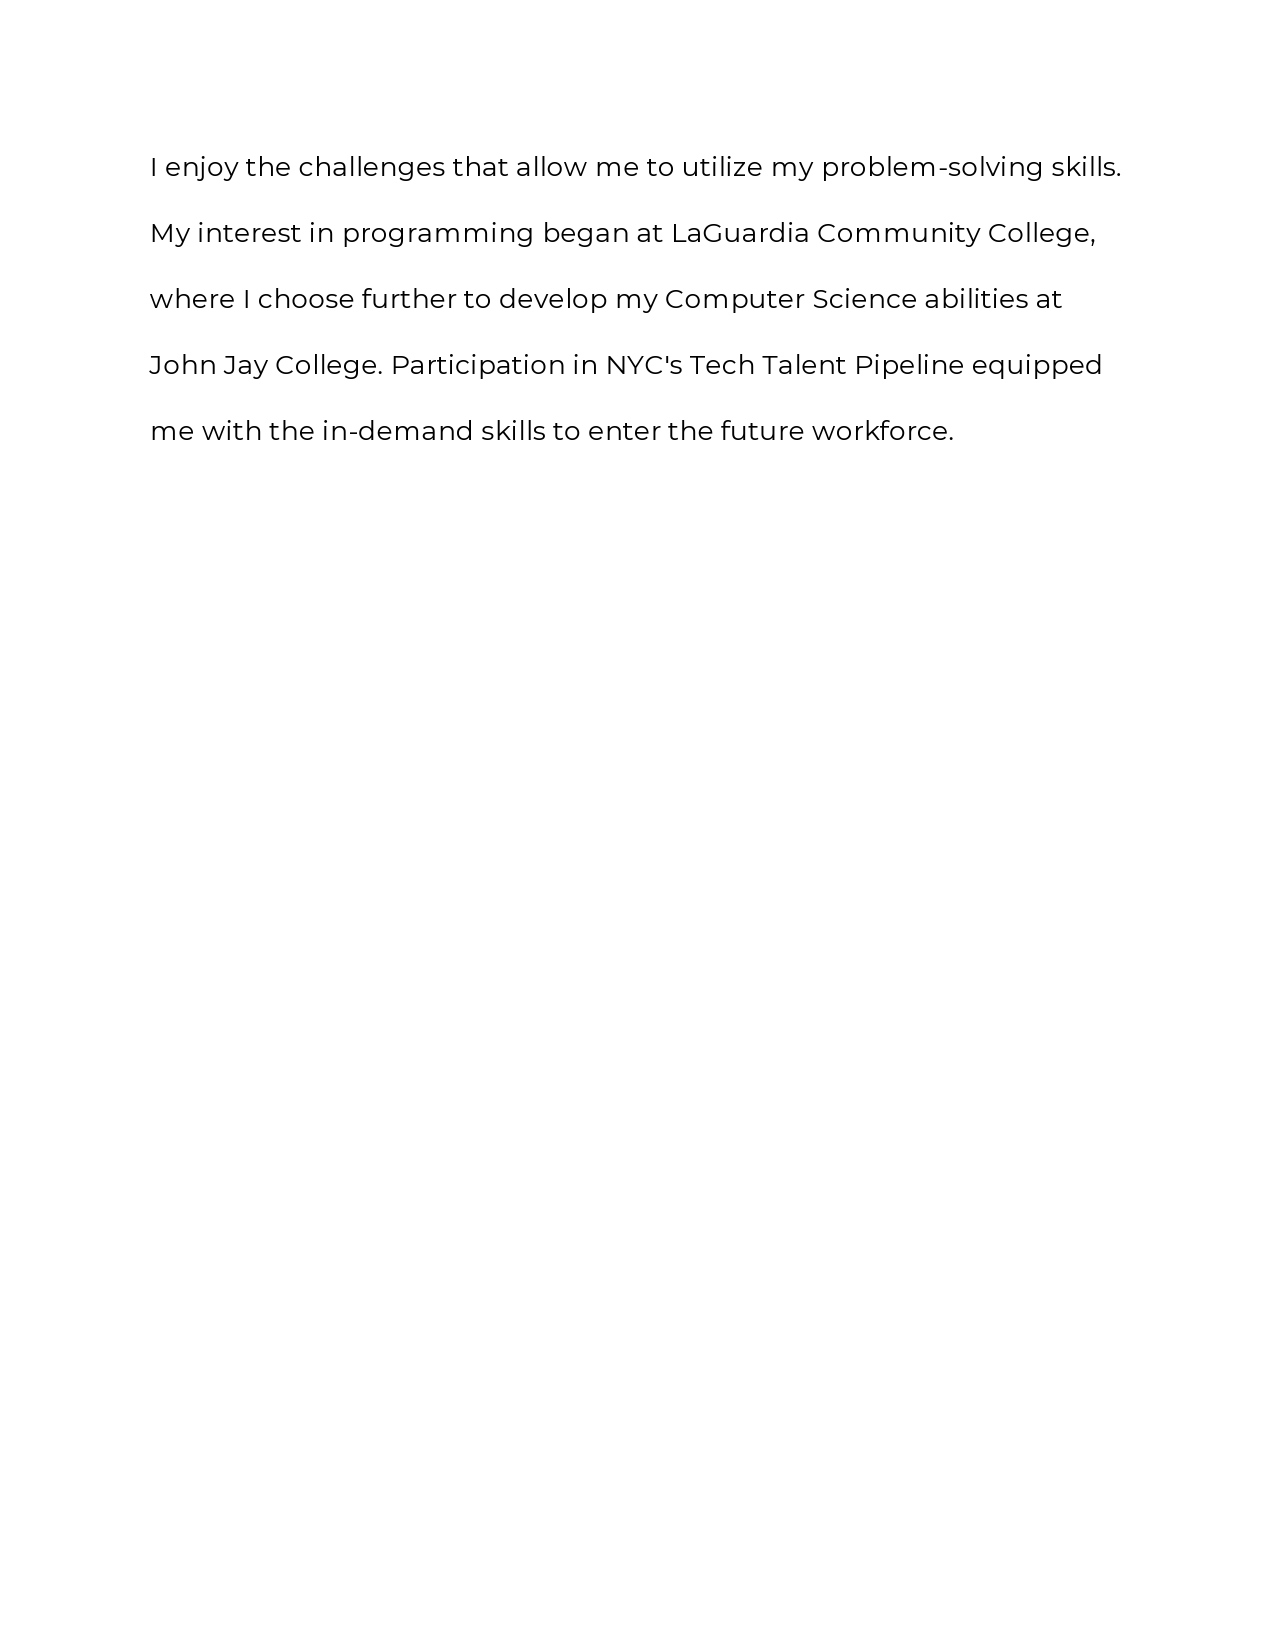 I enjoy the challenges that allow me to utilize my problem-solving skills.
My interest in programming began at LaGuardia Community College,
where I choose further to develop my Computer Science abilities at
John Jay College. Participation in NYC's Tech Talent Pipeline equipped
me with the in-demand skills to enter the future workforce.